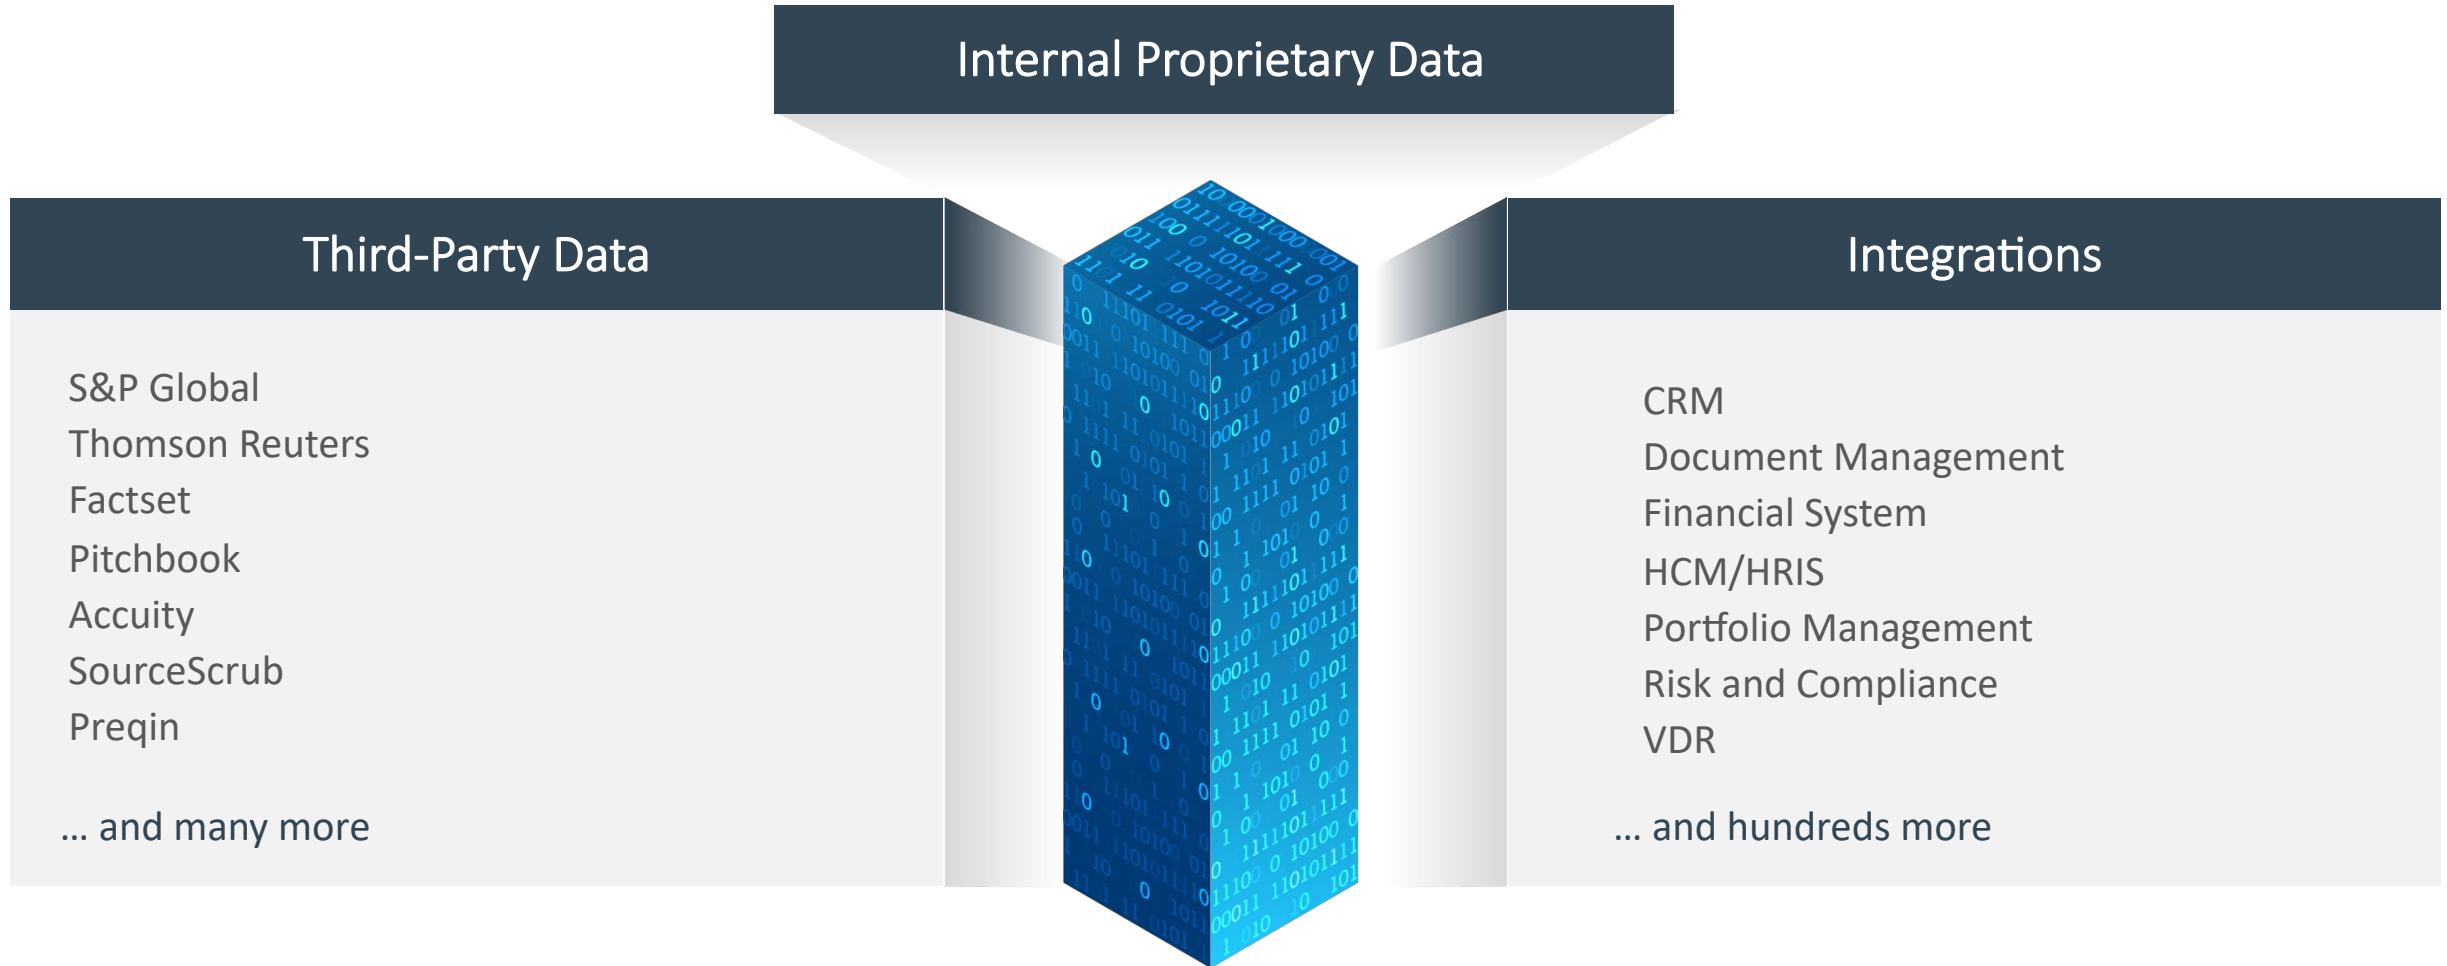 Internal Proprietary Data
Third-Party Data
S&P Global
Thomson Reuters
Factset
Pitchbook
Accuity
SourceScrub
Preqin
... and many more
Integrations
CRM
Document Management
Financial System
HCM/HRIS
Portfolio Management
Risk and Compliance
VDR
... and hundreds more